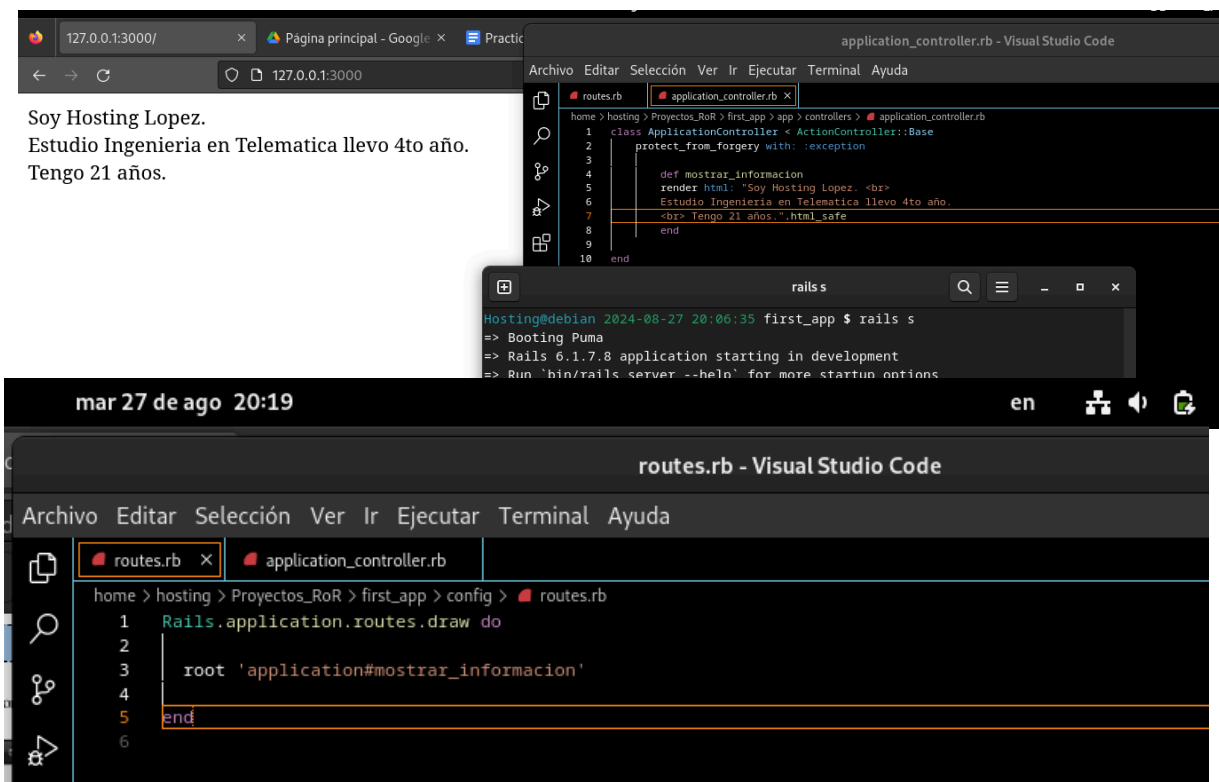 127.0.0.1:3000/
Página principal - Google
Practic
127.0.0.1:3000
Soy Hosting Lopez.
Estudio Ingenieria en Telematica llevo 4to año.
Tengo 21 años.
application_controller.rb - Visual Studio Code
Archivo Editar Selección Ver Ir Ejecutar Terminal Ayuda
routes.rb application_controller.rb
home > hosting > Proyectos_RoR > first_app > app > controllers > application_controller.rb
1 class ApplicationController < ActionController::Base
2 protect_from_forgery with: :exception
3
4 def mostrar_informacion
5 render html: "Soy Hosting Lopez. <br>
6 Estudio Ingenieria en Telematica llevo 4to año.
7 <br> Tengo 21 años.".html_safe
8 end
9
10 end
rails s
Hosting@debian 2024-08-27 20:06:35 first_app $ rails s
=> Booting Puma
=> Rails 6.1.7.8 application starting in development
=> Run `bin/rails server --help` for more startup options
mar 27 de ago 20:19
en
routes.rb - Visual Studio Code
Archivo Editar Selección Ver Ir Ejecutar Terminal Ayuda
routes.rb application_controller.rb
home > hosting > Proyectos_RoR > first_app > config > routes.rb
1 Rails.application.routes.draw do
2
3 root 'application#mostrar_informacion'
4
5 end
6